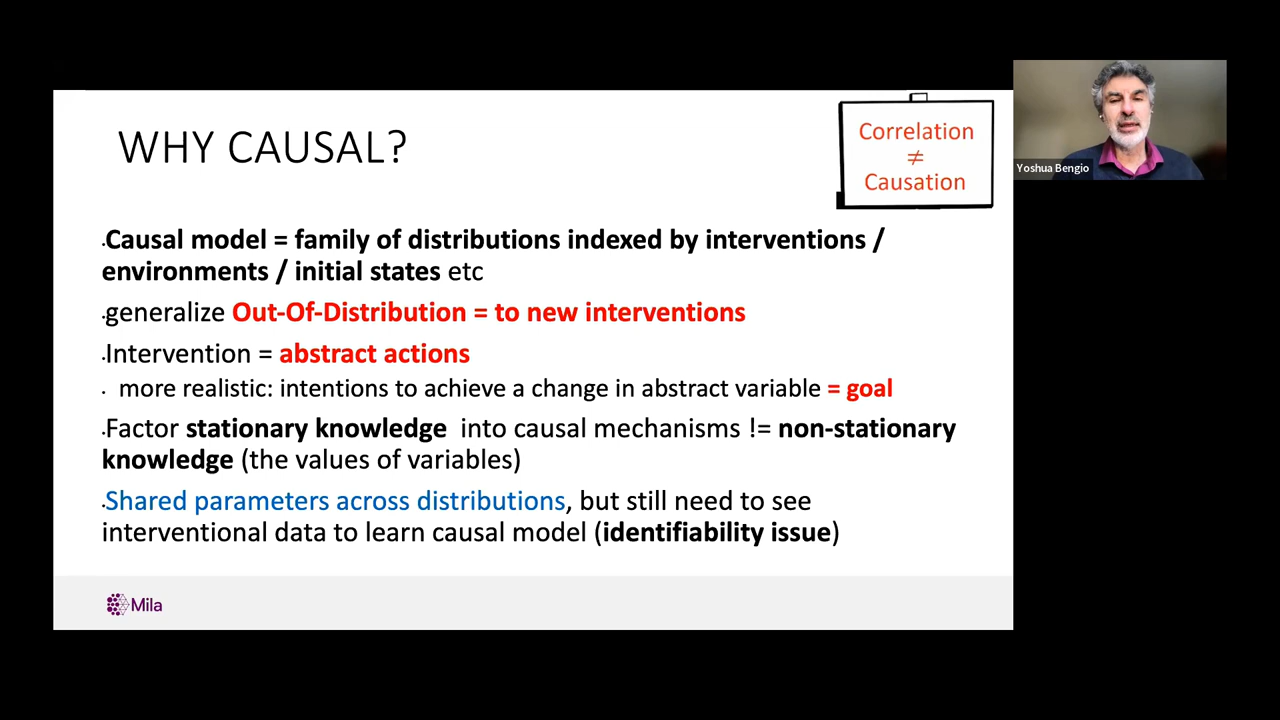 WHY CAUSAL?
Correlation
≠
Causation
Yoshua Bengio
.Causal model = family of distributions indexed by interventions /
environments / initial states etc
.generalize Out-Of-Distribution = to new interventions
.Intervention = abstract actions
. more realistic: intentions to achieve a change in abstract variable = goal
.Factor stationary knowledge into causal mechanisms != non-stationary
knowledge (the values of variables)
.Shared parameters across distributions, but still need to see
interventional data to learn causal model (identifiability issue)
Mila